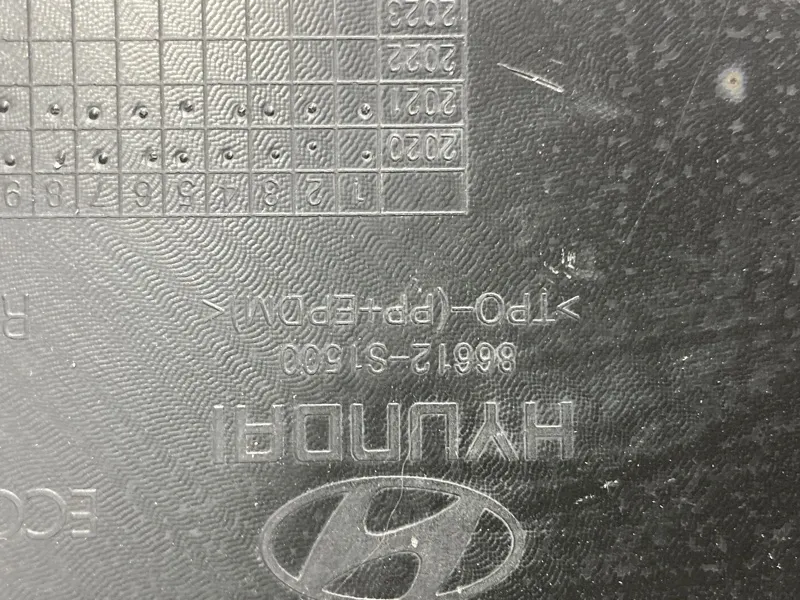 ECO
HYUNDAI
86612-S1500
>TPO-(PP+EPDM)<
1 2 3 4 5 6 7 8 9
2020
2021
2022
2023